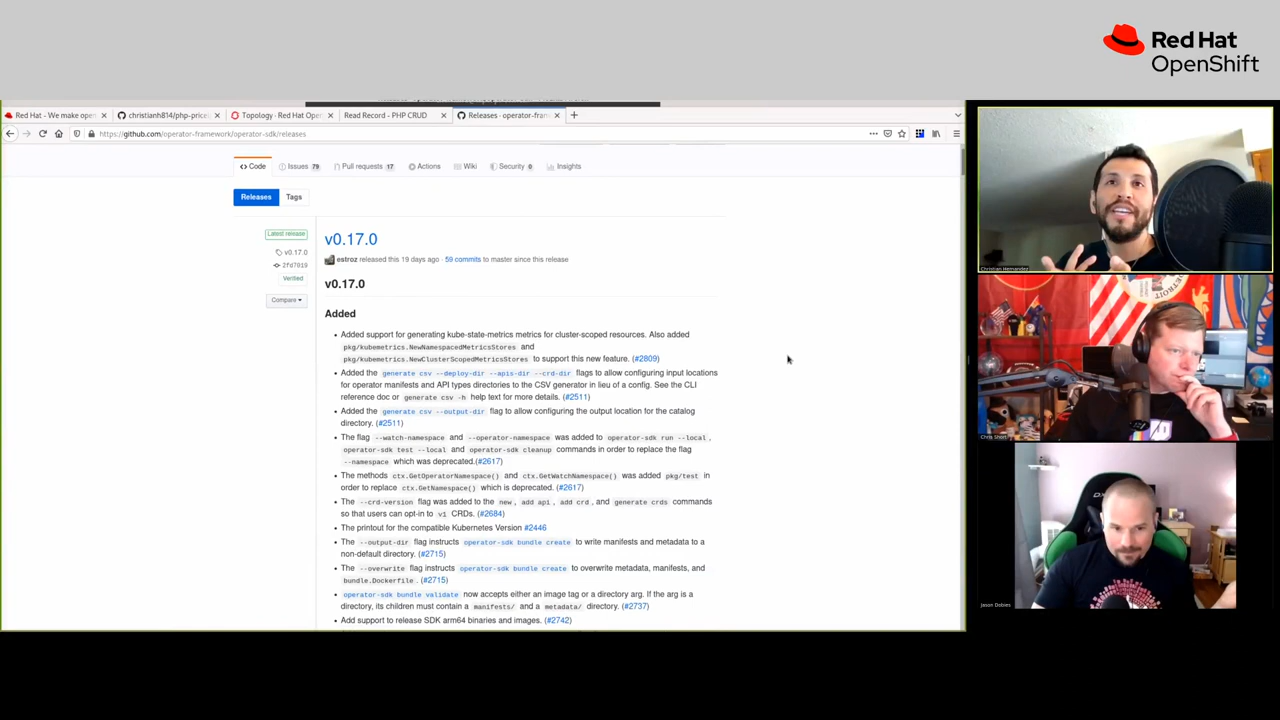 Red Hat
OpenShift
Red Hat - We make open
christianh814/php-price
Topology · Red Hat Ope
Read Record - PHP CRUD
Releases · operator-fram
https://github.com/operator-framework/operator-sdk/releases
Code
Issues 79
Pull requests 17
Actions
Wiki
Security 0
Insights
Releases
Tags
Latest release
v0.17.0
2fd7019
Verified
Compare
v0.17.0
estroz released this 19 days ago · 59 commits to master since this release
v0.17.0
Added
• Added support for generating kube-state-metrics metrics for cluster-scoped resources. Also added
pkg/kubemetrics.NewNamespacedMetricsStores and
pkg/kubemetrics.NewClusterScopedMetricsStores to support this new feature. (#2809)
• Added the generate csv --deploy-dir --apis-dir --crd-dir flags to allow configuring input locations
for operator manifests and API types directories to the CSV generator in lieu of a config. See the CLI
reference doc or generate csv -h help text for more details. (#2511)
• Added the generate csv --output-dir flag to allow configuring the output location for the catalog
directory. (#2511)
• The flag --watch-namespace and --operator-namespace was added to operator-sdk run --local,
operator-sdk test --local and operator-sdk cleanup commands in order to replace the flag
--namespace which was deprecated.(#2617)
• The methods ctx.GetOperatorNamespace() and ctx.GetWatchNamespace() was added pkg/test in
order to replace ctx.GetNamespace() which is deprecated. (#2617)
• The --crd-version flag was added to the new, add api, add crd, and generate crds commands
so that users can opt-in to v1 CRDs. (#2684)
• The printout for the compatible Kubernetes Version #2446
• The --output-dir flag instructs operator-sdk bundle create to write manifests and metadata to a
non-default directory. (#2715)
• The --overwrite flag instructs operator-sdk bundle create to overwrite metadata, manifests, and
bundle.Dockerfile. (#2715)
• operator-sdk bundle validate now accepts either an image tag or a directory arg. If the arg is a
directory, its children must contain a manifests/ and a metadata/ directory. (#2737)
• Add support to release SDK arm64 binaries and images. (#2742)
Christian Hernandez
Chris Short
Jason Dobies
DETROIT